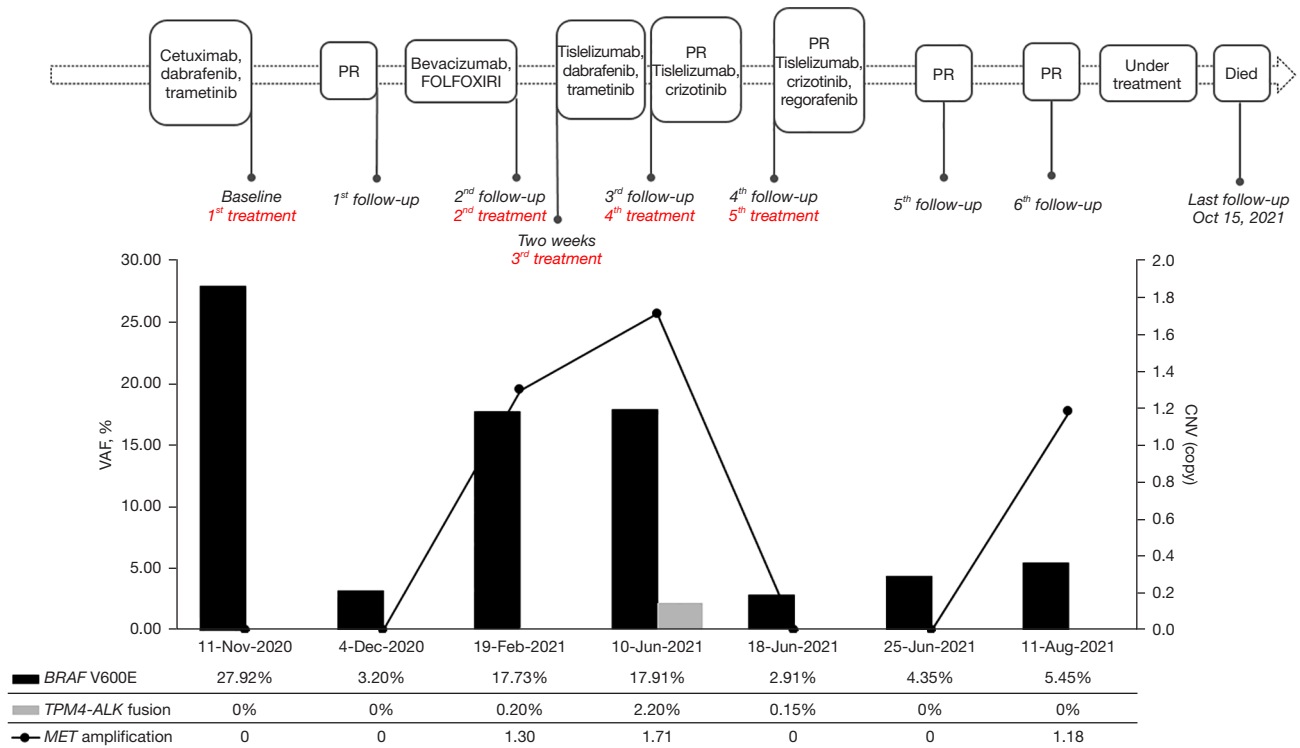 Cetuximab,
dabrafenib,
trametinib
PR
Bevacizumab,
FOLFOXIRI
Tislelizumab,
dabrafenib,
trametinib
PR
Tislelizumab,
crizotinib
PR
Tislelizumab,
crizotinib,
regorafenib
PR
PR
Under
treatment
Died
Baseline
1st treatment
1st follow-up
2nd follow-up
2nd treatment
Two weeks
3rd treatment
3rd follow-up
4th treatment
4th follow-up
5th treatment
5th follow-up
6th follow-up
Last follow-up
Oct 15, 2021
VAF, %
30.00
25.00
20.00
15.00
10.00
5.00
0.00
2.0
1.8
1.6
1.4
1.2
1.0
0.8
0.6
0.4
0.2
0.0
CNV (copy)
11-Nov-2020 4-Dec-2020 19-Feb-2021 10-Jun-2021 18-Jun-2021 25-Jun-2021 11-Aug-2021
BRAF V600E 27.92% 3.20% 17.73% 17.91% 2.91% 4.35% 5.45%
TPM4-ALK fusion 0% 0% 0.20% 2.20% 0.15% 0% 0%
MET amplification 0 0 1.30 1.71 0 0 1.18